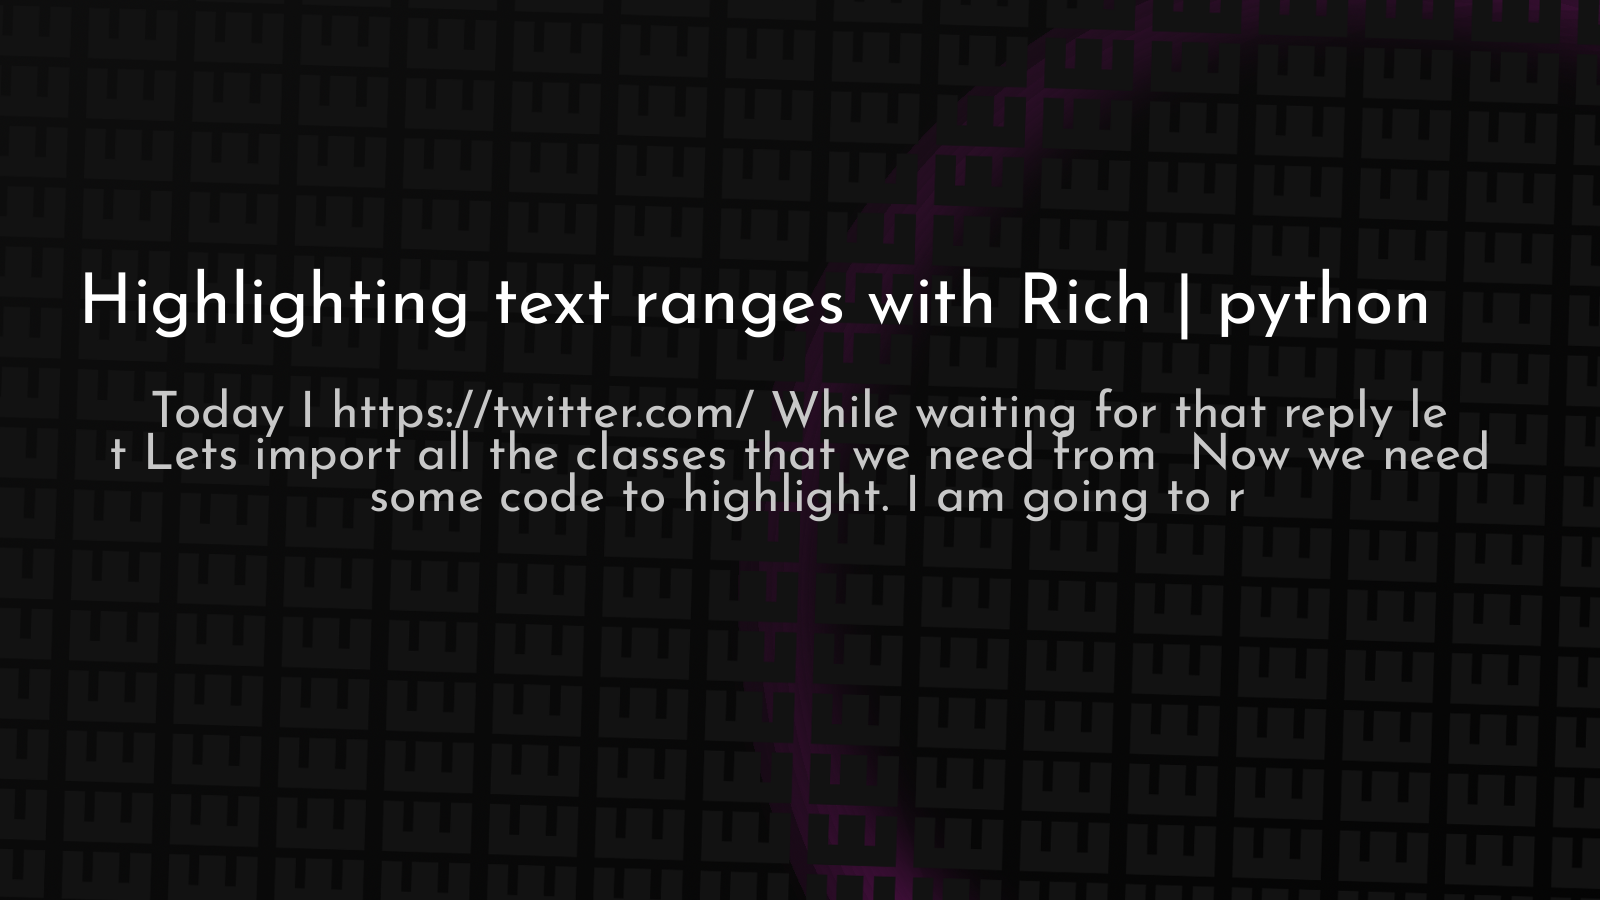 Highlighting text ranges with Rich | python
Today I https://twitter.com/ While waiting for that reply le
t Lets import all the classes that we need from  Now we need
some code to highlight. I am going to r